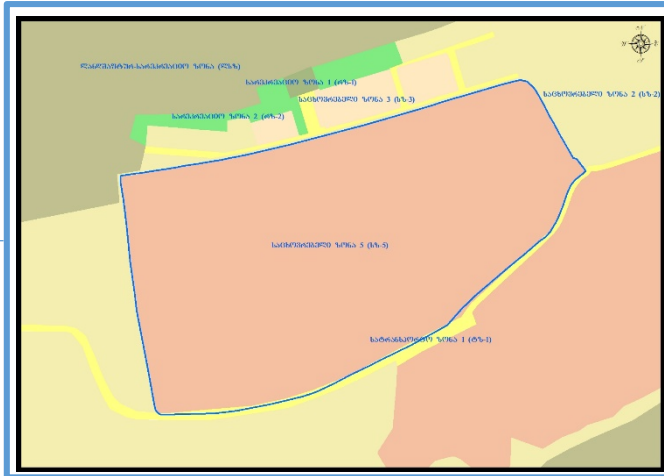 ლანდშაფტურ-სარეკრეაციო ზონა (ლსზ)
სარეკრეაციო ზონა 1 (რზ-1)
საცხოვრებელი ზონა 2 (სზ-2)
საცხოვრებელი ზონა 3 (სზ-3)
სარეკრეაციო ზონა 2 (რზ-2)
საცხოვრებელი ზონა 5 (სზ-5)
სატრანსპორტო ზონა 1 (ტზ-1)